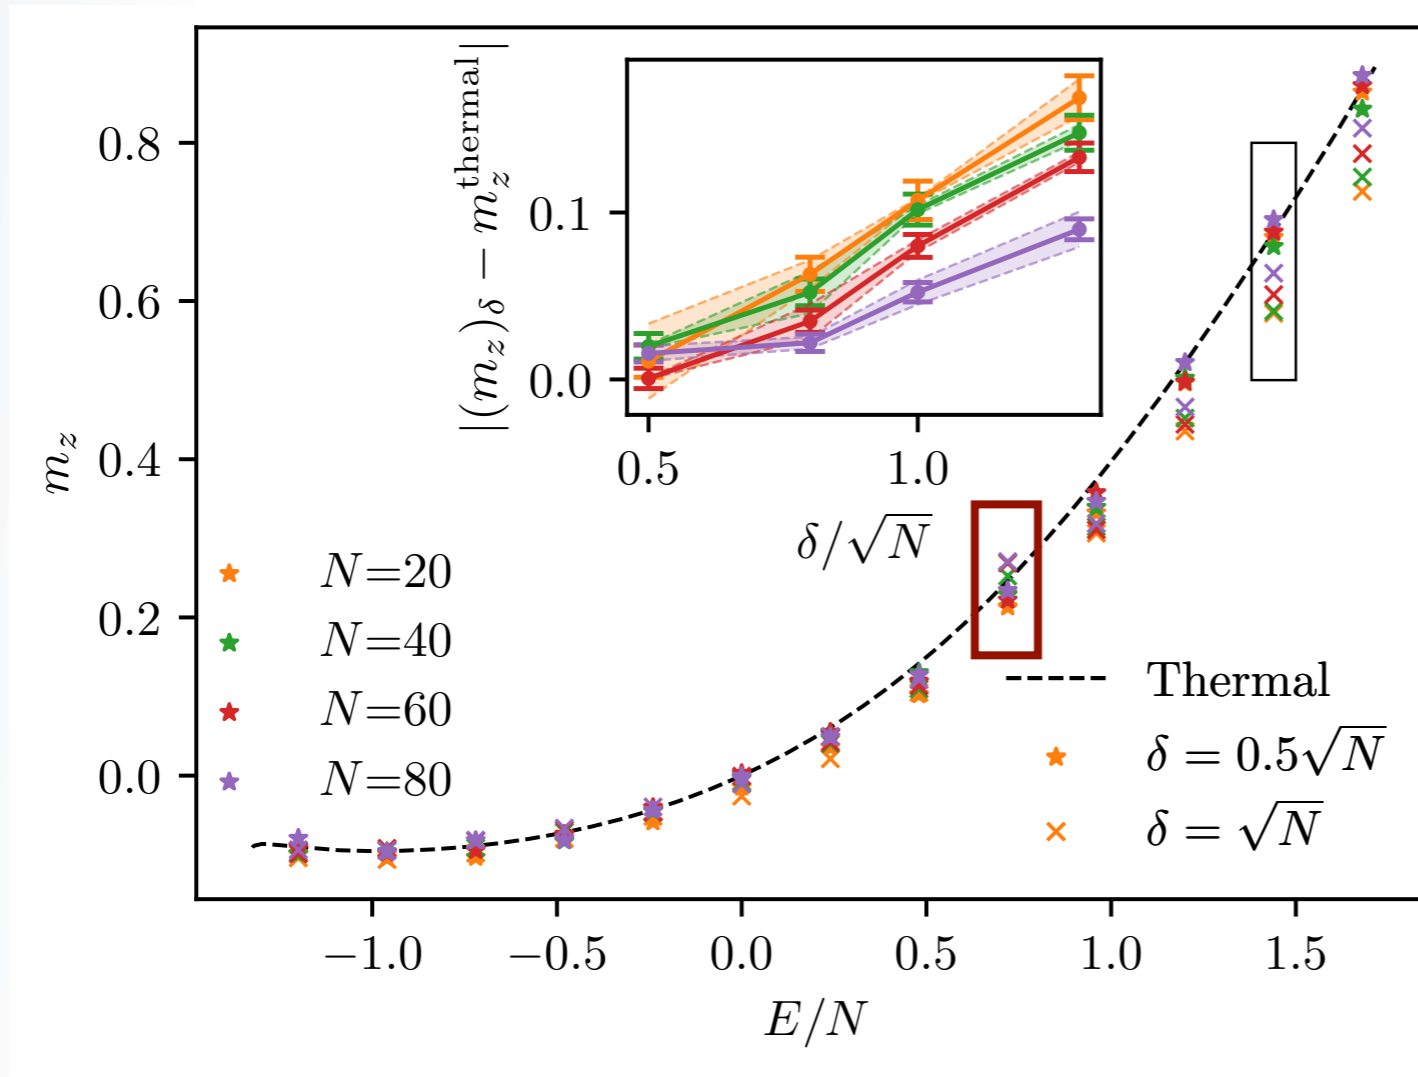 |(m_z)_δ − m_z^thermal|
0.1
0.0
0.5 1.0
δ/√N
m_z
0.8
0.6
0.4
0.2
0.0
N=20
N=40
N=60
N=80
Thermal
δ = 0.5√N
δ = √N
−1.0 −0.5 0.0 0.5 1.0 1.5
E/N